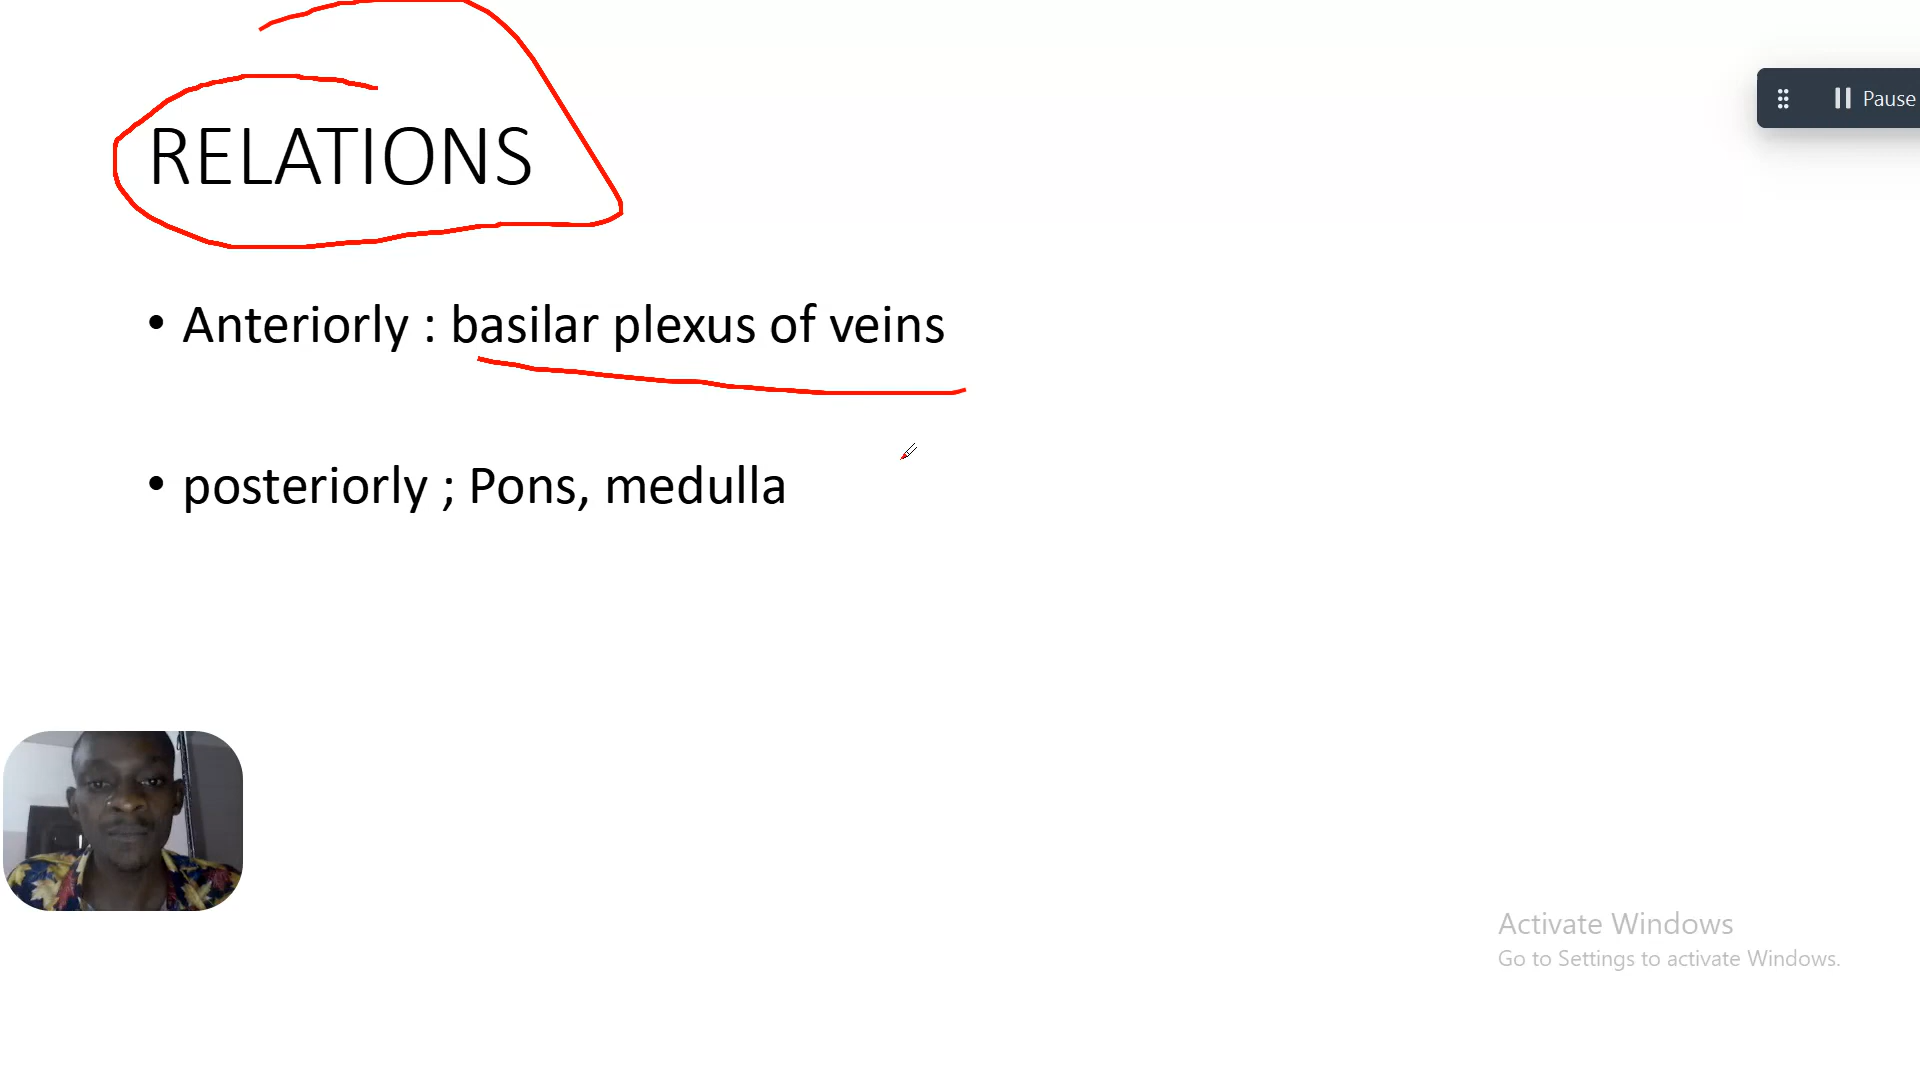 RELATIONS
Pause
• Anteriorly : basilar plexus of veins
• posteriorly ; Pons, medulla
Activate Windows
Go to Settings to activate Windows.